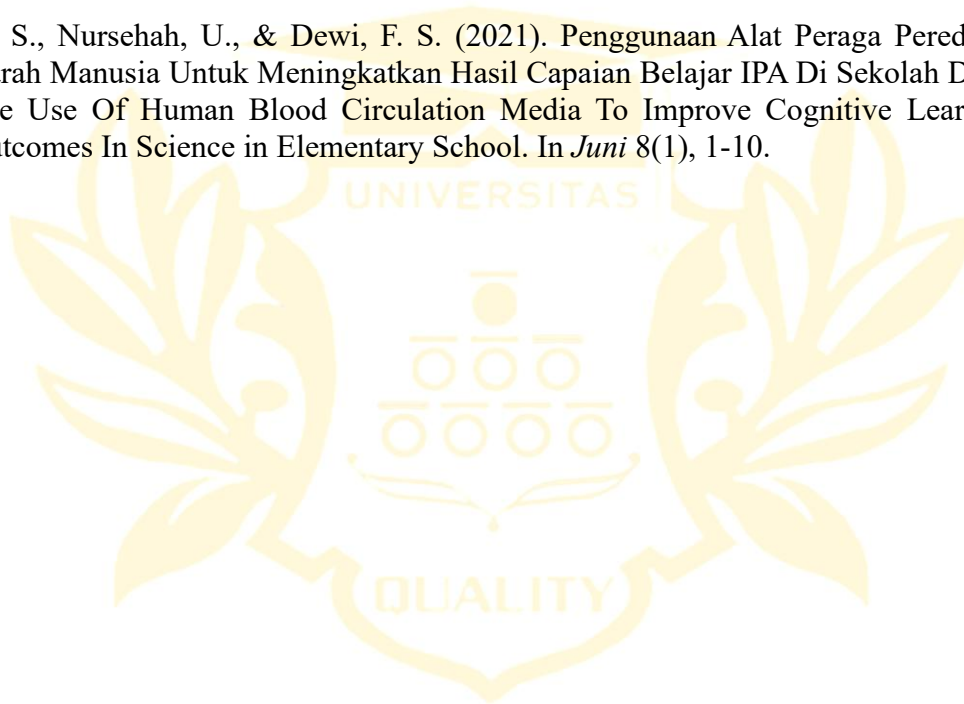 S., Nursehah, U., & Dewi, F. S. (2021). Penggunaan Alat Peraga Pered
arah Manusia Untuk Meningkatkan Hasil Capaian Belajar IPA Di Sekolah D
e Use Of Human Blood Circulation Media To Improve Cognitive Lear
utcomes In Science in Elementary School. In Juni 8(1), 1-10.
UNIVERSITAS
QUALITY